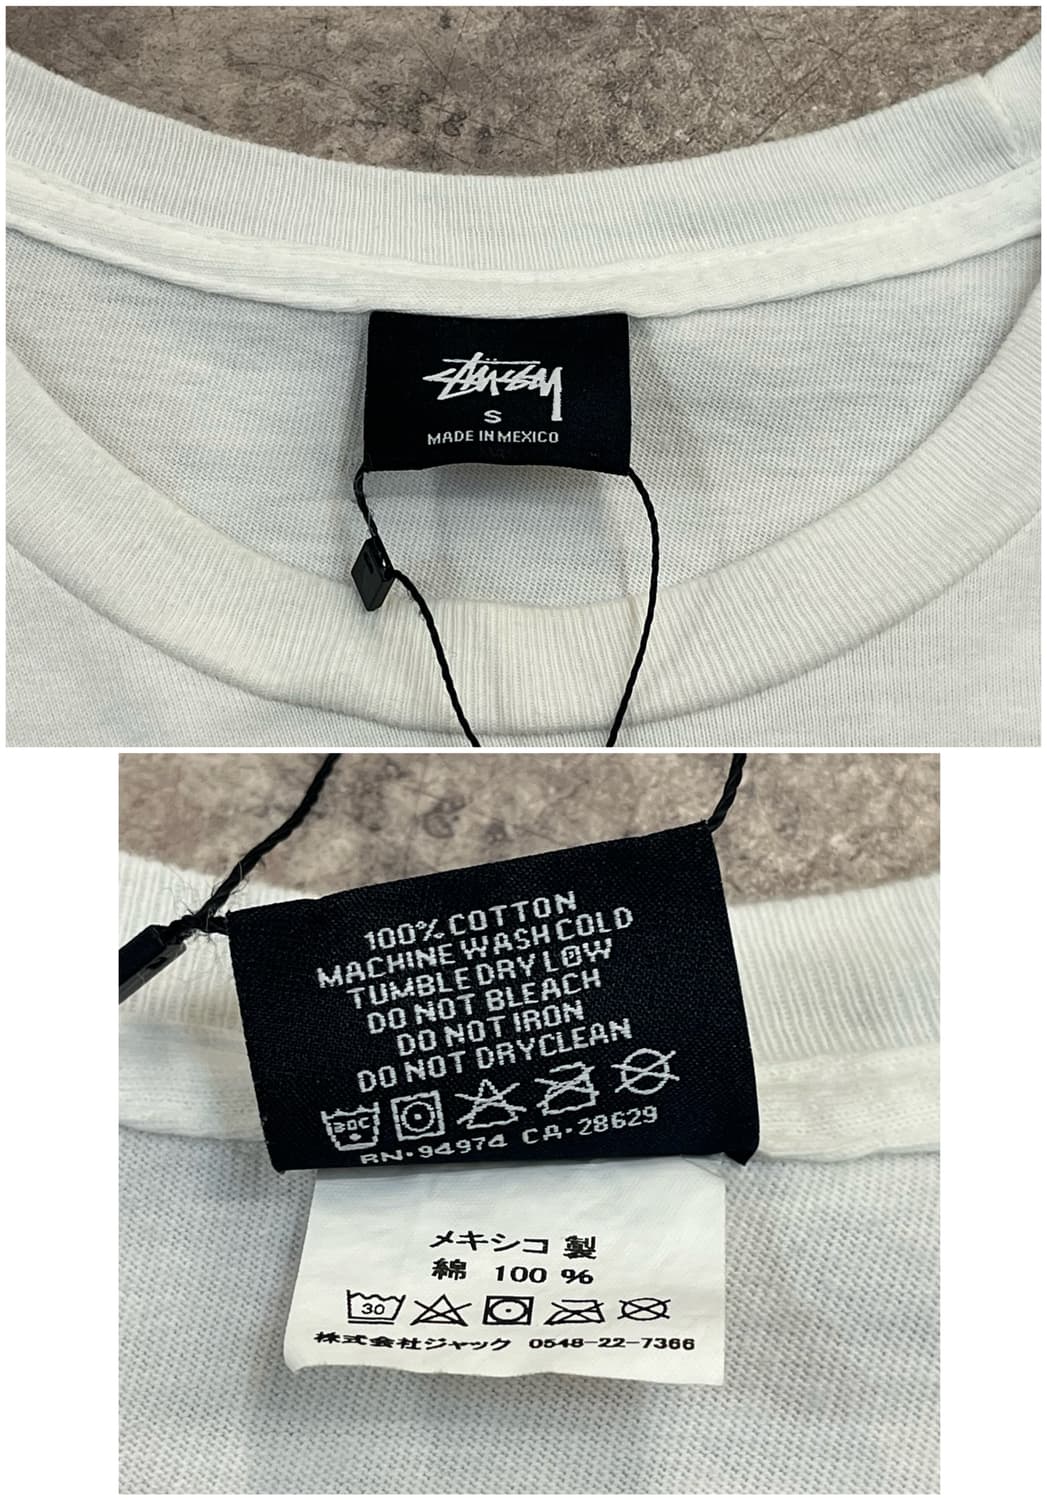 STÜSSY
S
MADE IN MEXICO
100% COTTON
MACHINE WASH COLD
TUMBLE DRY LOW
DO NOT BLEACH
DO NOT IRON
DO NOT DRYCLEAN
30C
RN·94974 CA·28629
メキシコ 製
綿 100 %
30
株式会社ジャック 0548-22-7366